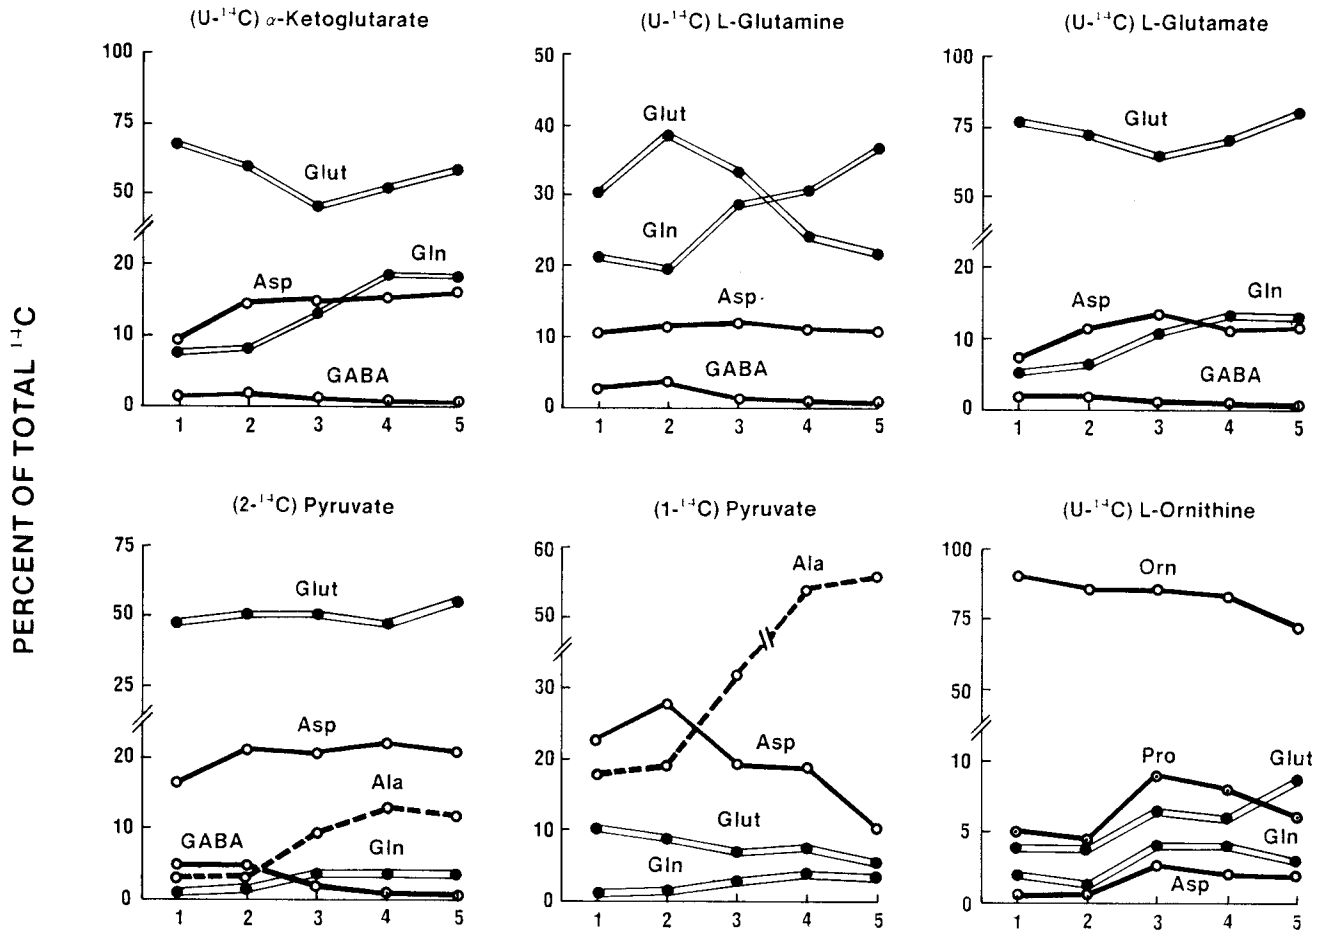 PERCENT OF TOTAL ¹⁴C
(U-¹⁴C) α-Ketoglutarate
100
75
50
20
10
0
Glut
Gln
Asp
GABA
1 2 3 4 5
(U-¹⁴C) L-Glutamine
50
40
30
20
10
0
Glut
Gln
Asp
GABA
1 2 3 4 5
(U-¹⁴C) L-Glutamate
100
75
50
20
10
0
Glut
Gln
Asp
GABA
1 2 3 4 5
(2-¹⁴C) Pyruvate
75
50
25
20
10
0
Glut
Asp
Ala
GABA
Gln
1 2 3 4 5
(1-¹⁴C) Pyruvate
60
50
30
20
10
0
Ala
Asp
Glut
Gln
1 2 3 4 5
(U-¹⁴C) L-Ornithine
100
75
50
10
5
0
Orn
Pro
Glut
Gln
Asp
1 2 3 4 5